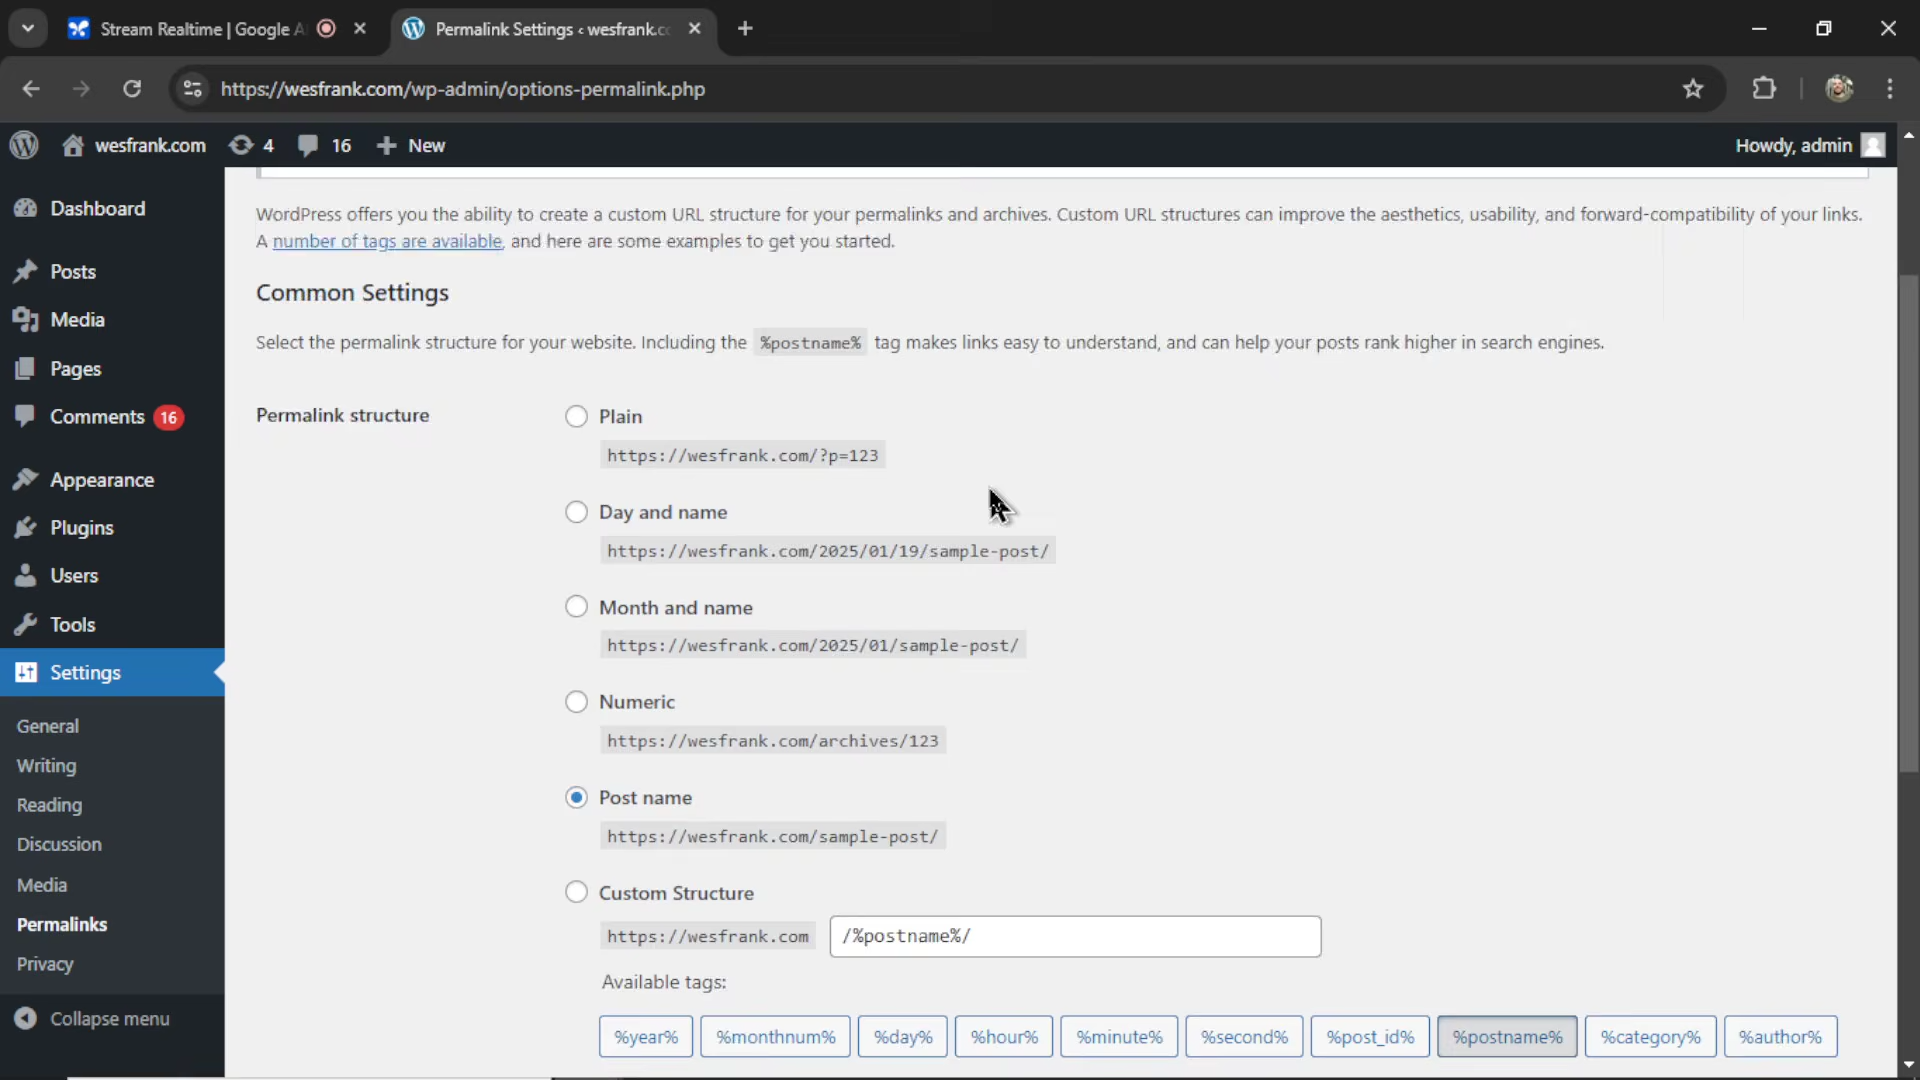 Stream Realtime | Google A
Permalink Settings ‹ wesfrank.co
https://wesfrank.com/wp-admin/options-permalink.php
wesfrank.com
4
16
New
Howdy, admin
Dashboard
Posts
Media
Pages
Comments 16
Appearance
Plugins
Users
Tools
Settings
General
Writing
Reading
Discussion
Media
Permalinks
Privacy
Collapse menu
WordPress offers you the ability to create a custom URL structure for your permalinks and archives. Custom URL structures can improve the aesthetics, usability, and forward-compatibility of your links.
A number of tags are available, and here are some examples to get you started.
Common Settings
Select the permalink structure for your website. Including the %postname% tag makes links easy to understand, and can help your posts rank higher in search engines.
Permalink structure
Plain
https://wesfrank.com/?p=123
Day and name
https://wesfrank.com/2025/01/19/sample-post/
Month and name
https://wesfrank.com/2025/01/sample-post/
Numeric
https://wesfrank.com/archives/123
Post name
https://wesfrank.com/sample-post/
Custom Structure
https://wesfrank.com /%postname%/
Available tags:
%year% %monthnum% %day% %hour% %minute% %second% %post_id% %postname% %category% %author%